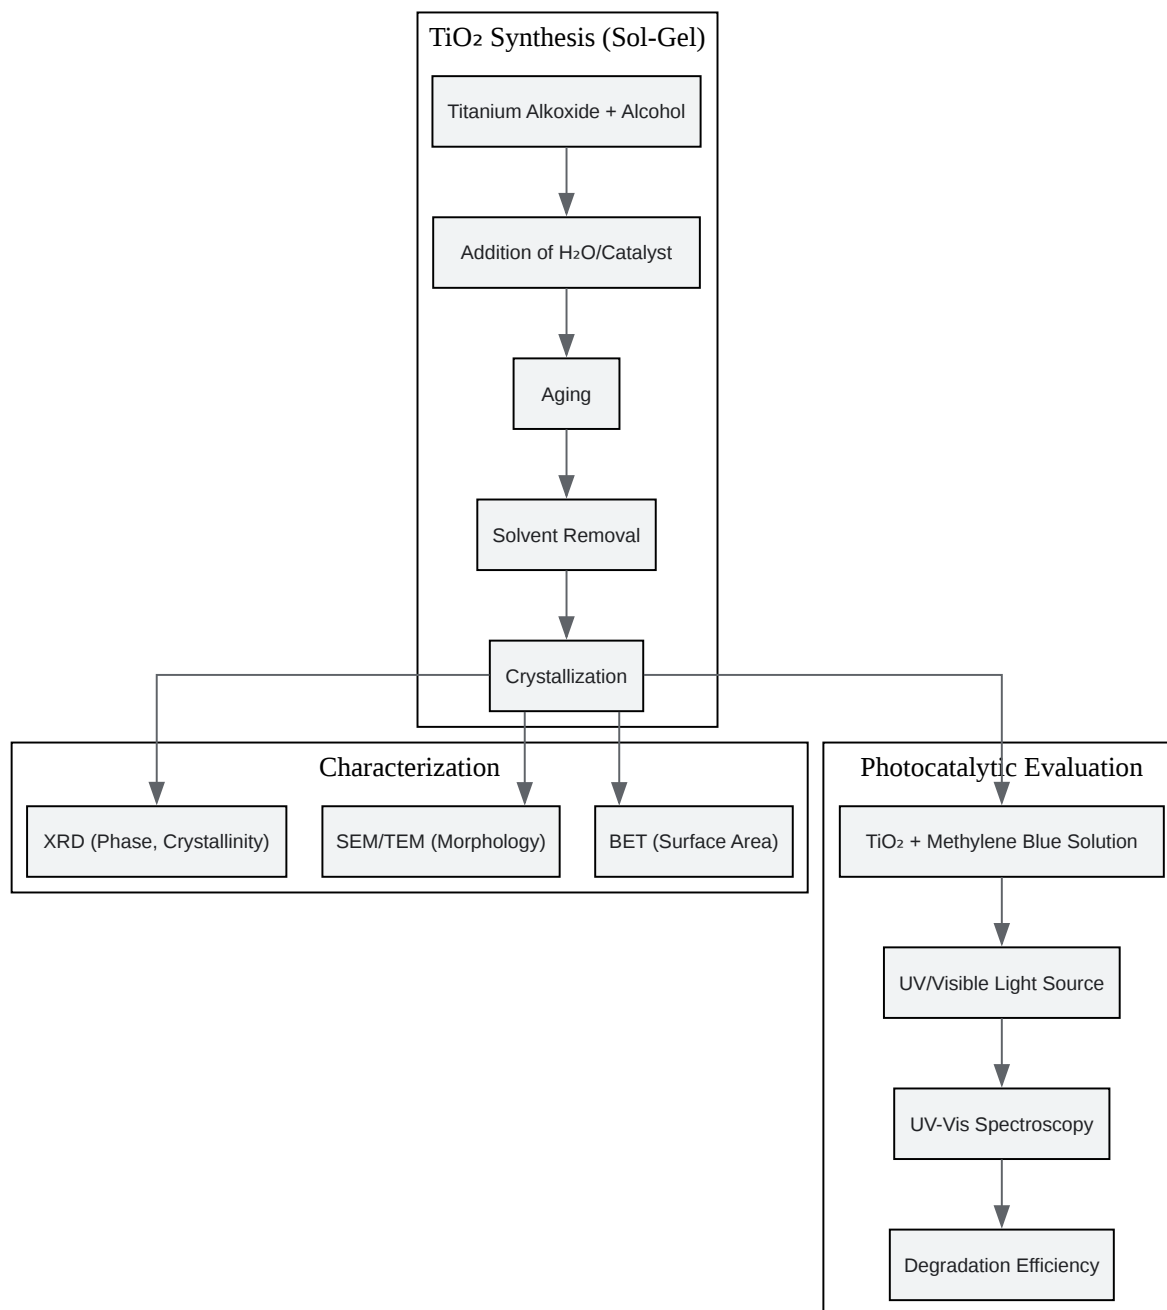 TiO₂ Synthesis (Sol-Gel)
Titanium Alkoxide + Alcohol
Addition of H₂O/Catalyst
Aging
Solvent Removal
Crystallization
Characterization
XRD (Phase, Crystallinity)
SEM/TEM (Morphology)
BET (Surface Area)
Photocatalytic Evaluation
TiO₂ + Methylene Blue Solution
UV/Visible Light Source
UV-Vis Spectroscopy
Degradation Efficiency